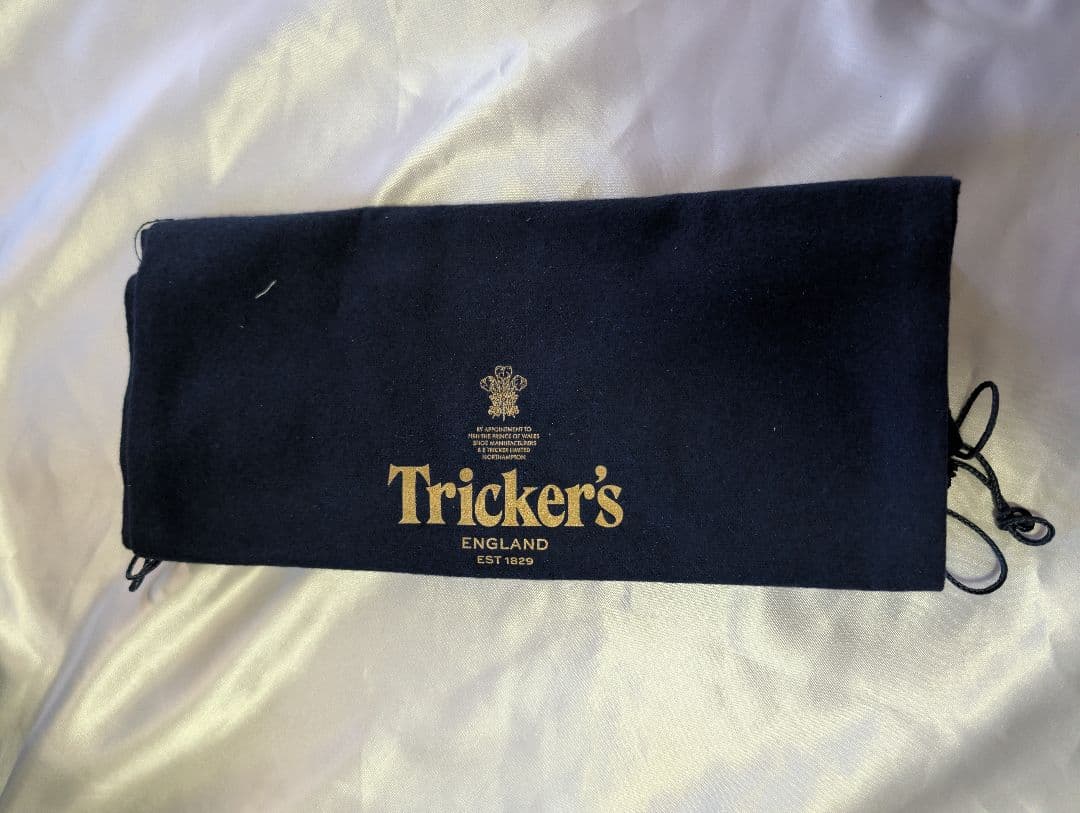 BY APPOINTMENT TO
HRH THE PRINCE OF WALES
SHOE MANUFACTURERS
R E TRICKER LIMITED
NORTHAMPTON
Tricker's
ENGLAND
EST 1829